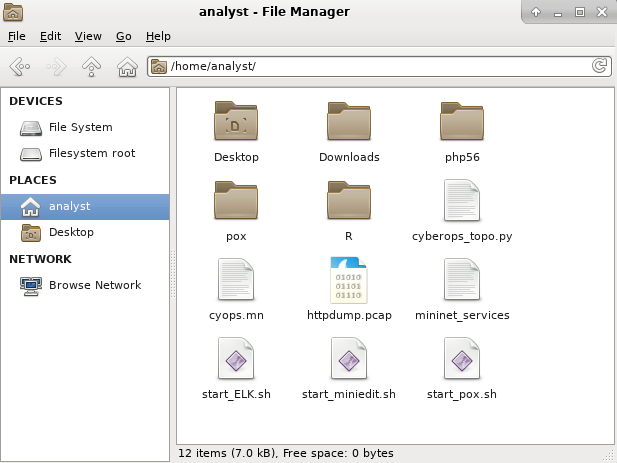 analyst - File Manager
File Edit View Go Help
/home/analyst/
DEVICES
File System
Filesystem root
PLACES
analyst
Desktop
NETWORK
Browse Network
Desktop Downloads php56
pox R cyberops_topo.py
cyops.mn httpdump.pcap mininet_services
start_ELK.sh start_miniedit.sh start_pox.sh
12 items (7.0 kB), Free space: 0 bytes